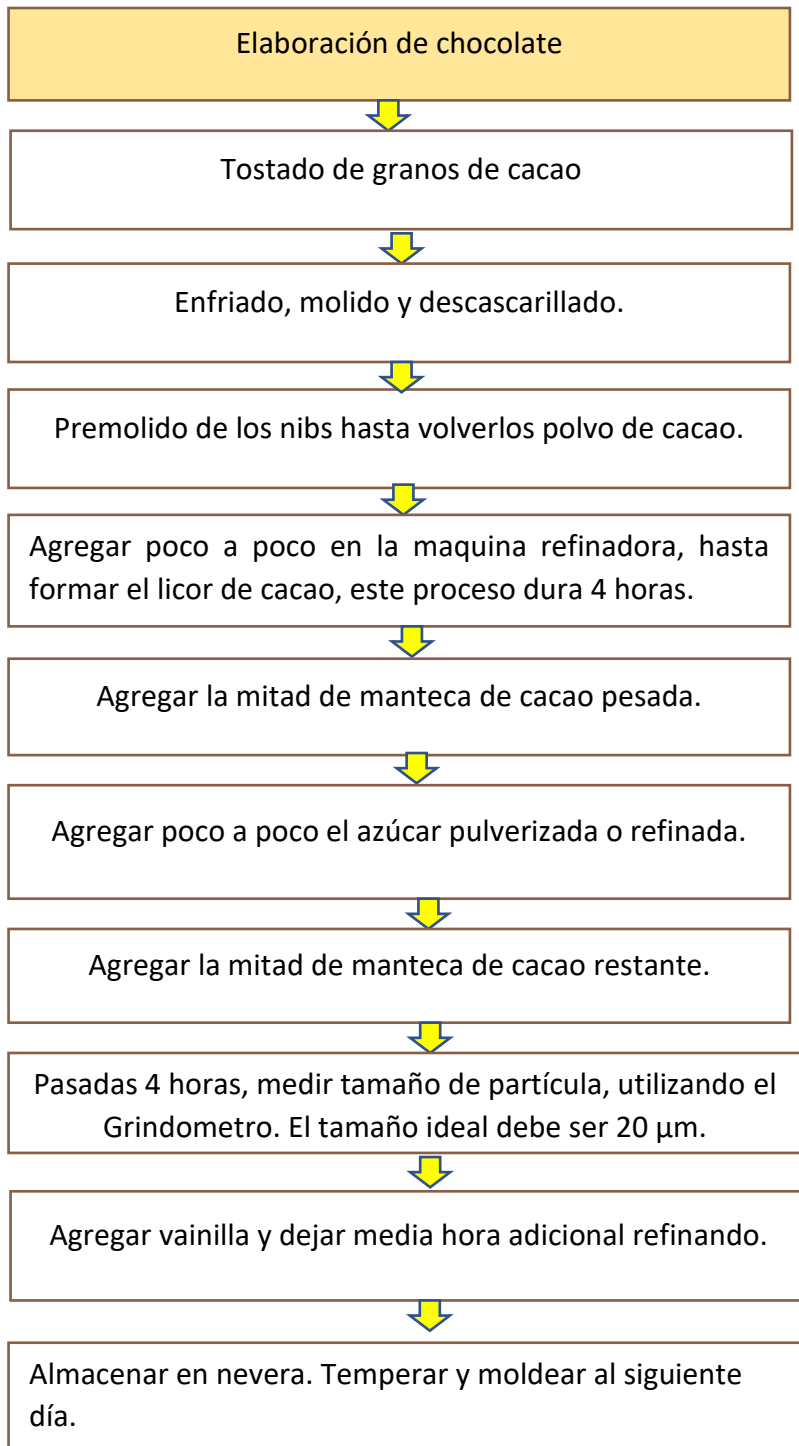 Elaboración de chocolate
Tostado de granos de cacao
Enfriado, molido y descascarillado.
Premolido de los nibs hasta volverlos polvo de cacao.
Agregar poco a poco en la maquina refinadora, hasta
formar el licor de cacao, este proceso dura 4 horas.
Agregar la mitad de manteca de cacao pesada.
Agregar poco a poco el azúcar pulverizada o refinada.
Agregar la mitad de manteca de cacao restante.
Pasadas 4 horas, medir tamaño de partícula, utilizando el
Grindometro. El tamaño ideal debe ser 20 µm.
Agregar vainilla y dejar media hora adicional refinando.
Almacenar en nevera. Temperar y moldear al siguiente
día.